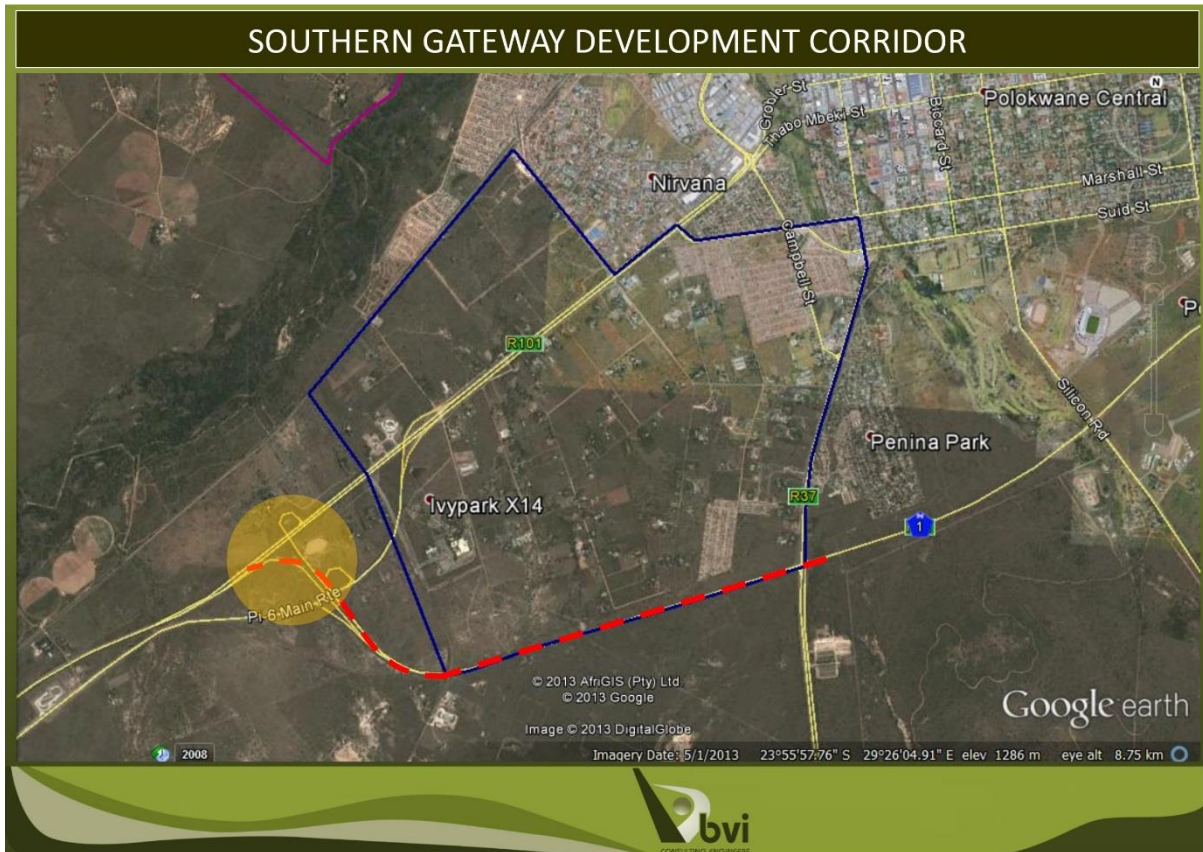 SOUTHERN GATEWAY DEVELOPMENT CORRIDOR
N
Polokwane Central
Grobler St
Thabo Mbeki St
Biccard St
Nirvana
Marshall St
Suid St
Campbell St
R101
Silicon Rd
Penina Park
Ivypark X14
R37
N
1
Pr-6 Main Rte
© 2013 AfriGIS (Pty) Ltd.
© 2013 Google
Image © 2013 DigitalGlobe
Google earth
2008
Imagery Date: 5/1/2013 23°55'57.76" S 29°26'04.91" E elev 1286 m eye alt 8.75 km
bvi
CONSULTING ENGINEERS